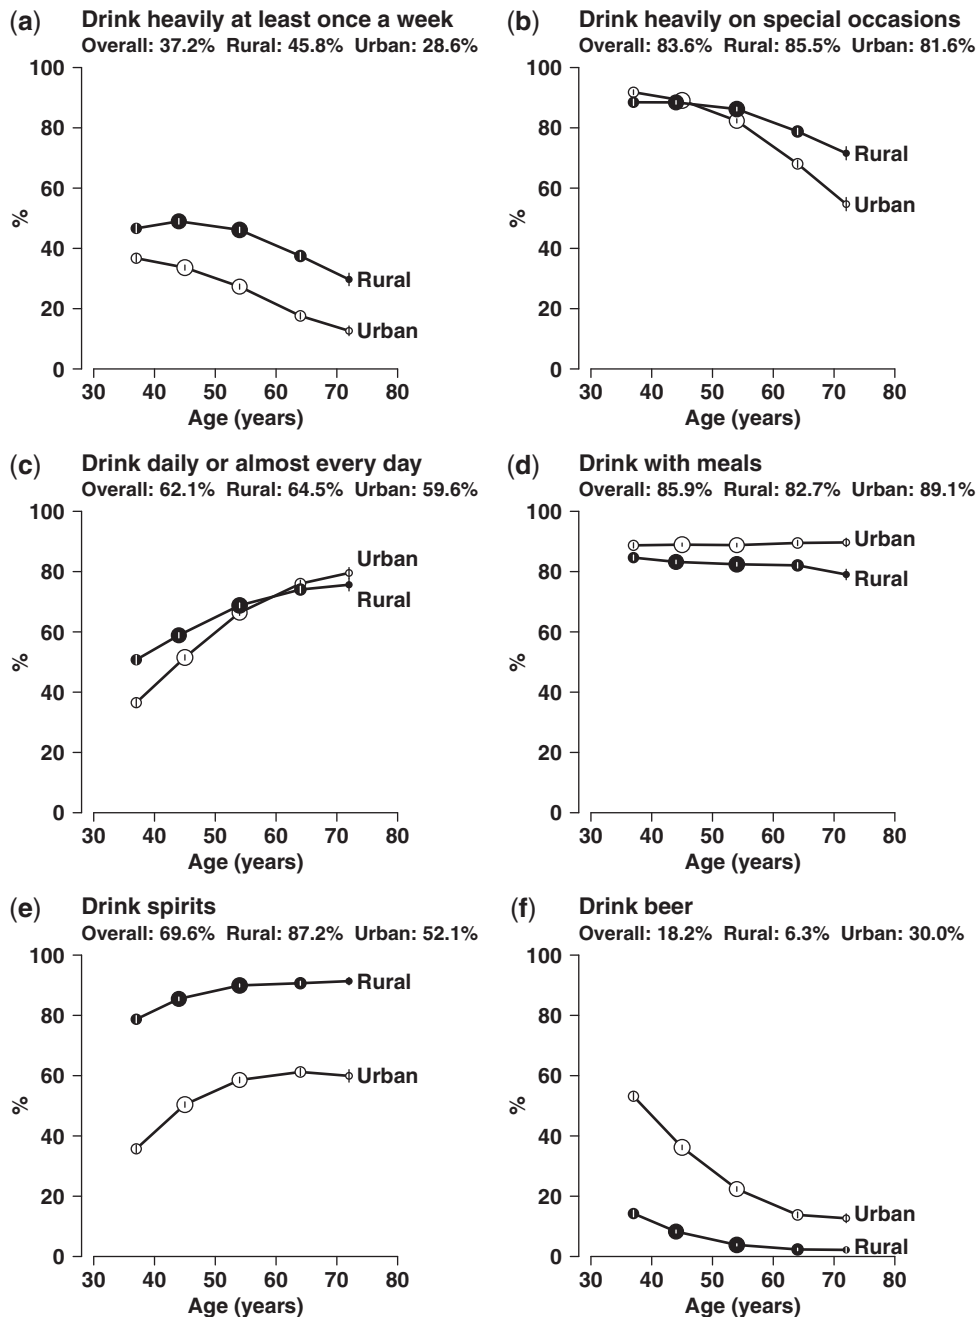 (a) Drink heavily at least once a week
Overall: 37.2% Rural: 45.8% Urban: 28.6%
100
80
60
40
20
0
%
Rural
Urban
30 40 50 60 70 80
Age (years)
(b) Drink heavily on special occasions
Overall: 83.6% Rural: 85.5% Urban: 81.6%
100
80
60
40
20
0
%
Rural
Urban
30 40 50 60 70 80
Age (years)
(c) Drink daily or almost every day
Overall: 62.1% Rural: 64.5% Urban: 59.6%
100
80
60
40
20
0
%
Urban
Rural
30 40 50 60 70 80
Age (years)
(d) Drink with meals
Overall: 85.9% Rural: 82.7% Urban: 89.1%
100
80
60
40
20
0
%
Urban
Rural
30 40 50 60 70 80
Age (years)
(e) Drink spirits
Overall: 69.6% Rural: 87.2% Urban: 52.1%
100
80
60
40
20
0
%
Rural
Urban
30 40 50 60 70 80
Age (years)
(f) Drink beer
Overall: 18.2% Rural: 6.3% Urban: 30.0%
100
80
60
40
20
0
%
Urban
Rural
30 40 50 60 70 80
Age (years)